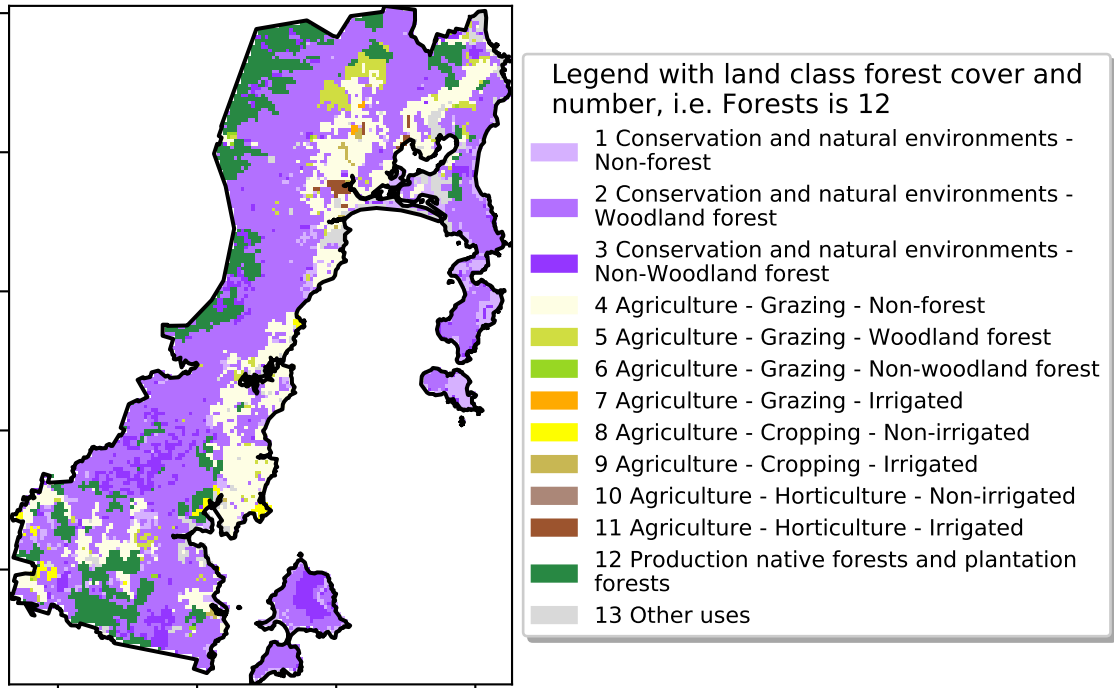 Legend with land class forest cover and
number, i.e. Forests is 12
1 Conservation and natural environments -
Non-forest
2 Conservation and natural environments -
Woodland forest
3 Conservation and natural environments -
Non-Woodland forest
4 Agriculture - Grazing - Non-forest
5 Agriculture - Grazing - Woodland forest
6 Agriculture - Grazing - Non-woodland forest
7 Agriculture - Grazing - Irrigated
8 Agriculture - Cropping - Non-irrigated
9 Agriculture - Cropping - Irrigated
10 Agriculture - Horticulture - Non-irrigated
11 Agriculture - Horticulture - Irrigated
12 Production native forests and plantation
forests
13 Other uses